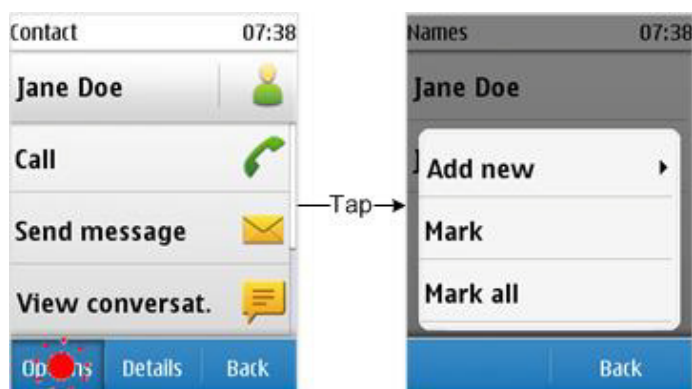 Contact 07:38
Jane Doe
Call
Send message
View conversat.
Details Back
Tap
Names 07:38
Jane Doe
Add new
Mark
Mark all
Back